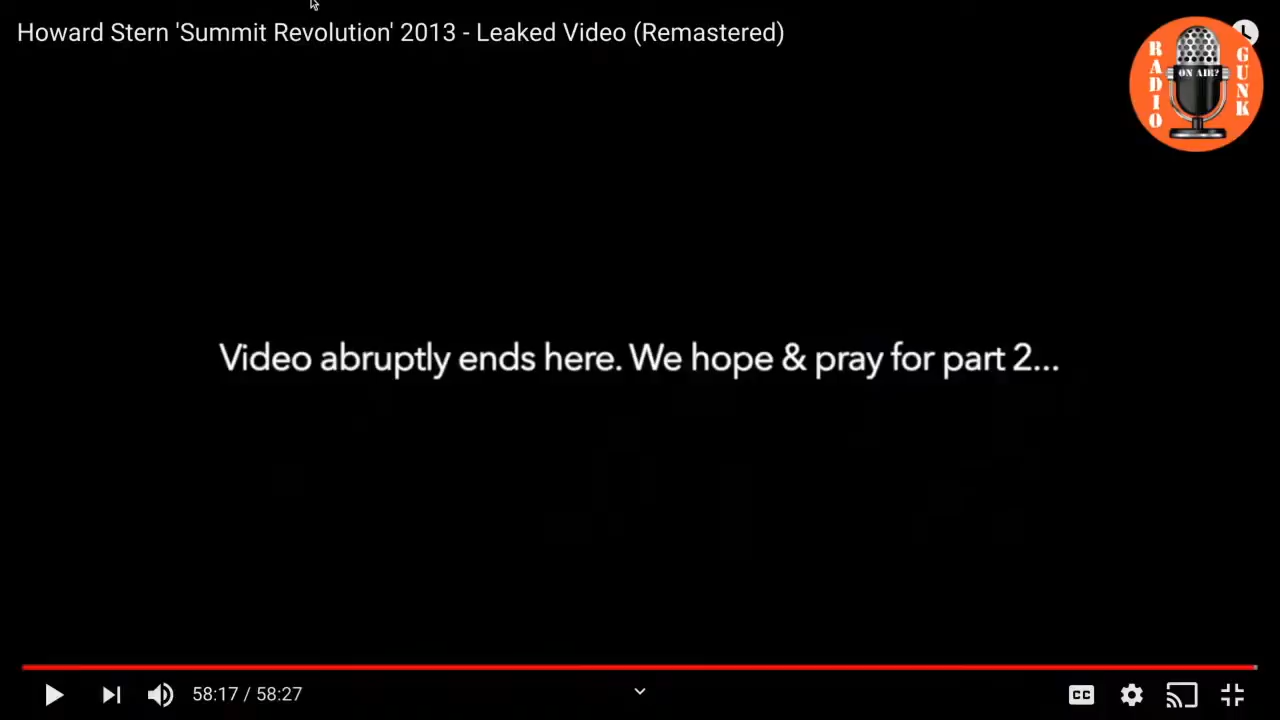 Howard Stern 'Summit Revolution' 2013 - Leaked Video (Remastered)
RADIO
ON AIR?
GUNK
Video abruptly ends here. We hope & pray for part 2...
58:17 / 58:27
CC